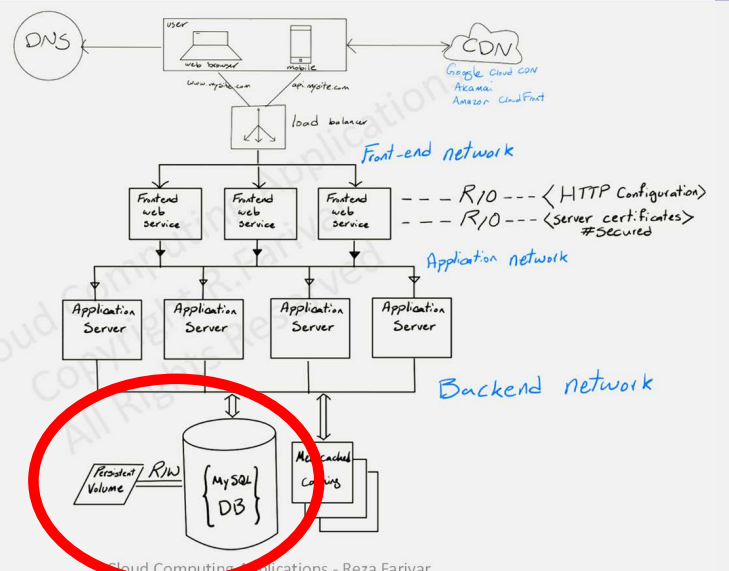 user
DNS
web browser
mobile
CDN
www.mysite.com
api.mysite.com
Google Cloud CDN
Akamai
Amazon CloudFront
load balancer
Front-end network
Frontend
web
service
Frontend
web
service
Frontend
web
service
R/O
<HTTP Configuration>
R/O
<server certificates>
#secured
Application network
Application
Server
Application
Server
Application
Server
Application
Server
Backend network
Persistent
Volume
R/W
{MySQL
DB}
Memcached
Caching
Cloud Computing Applications
Copyright R. Farivar
All Rights Reserved
Cloud Computing Applications - Reza Farivar